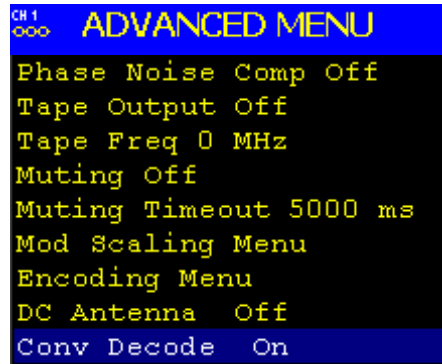 CH 1
ooo ADVANCED MENU
Phase Noise Comp Off
Tape Output Off
Tape Freq 0 MHz
Muting Off
Muting Timeout 5000 ms
Mod Scaling Menu
Encoding Menu
DC Antenna Off
Conv Decode On